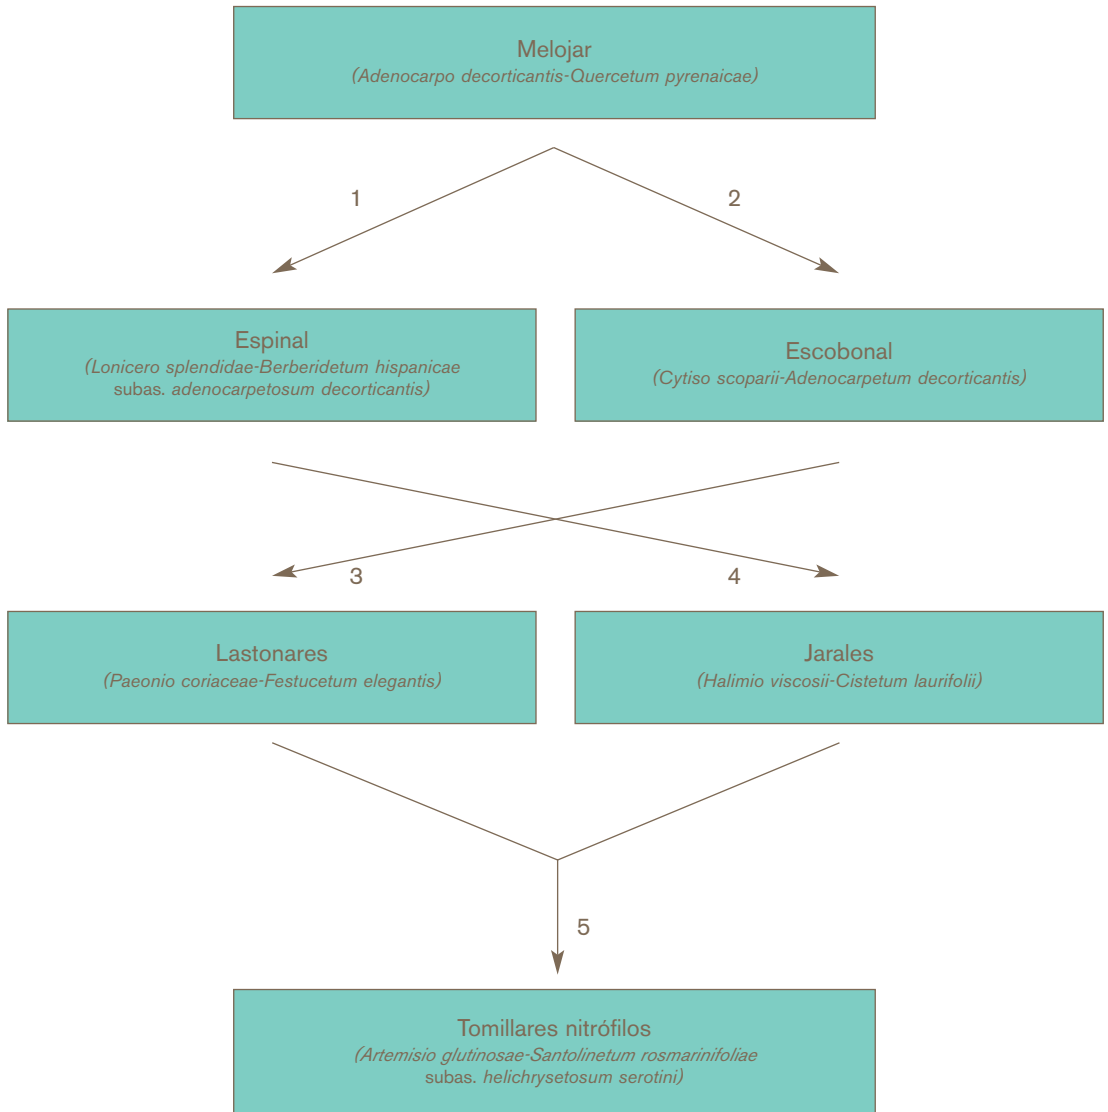 Melojar
(Adenocarpo decorticantis-Quercetum pyrenaicae)
1
2
Espinal
(Lonicero splendidae-Berberidetum hispanicae
subas. adenocarpetosum decorticantis)
Escobonal
(Cytiso scoparii-Adenocarpetum decorticantis)
3
4
Lastonares
(Paeonio coriaceae-Festucetum elegantis)
Jarales
(Halimio viscosii-Cistetum laurifolii)
5
Tomillares nitrófilos
(Artemisio glutinosae-Santolinetum rosmarinifoliae
subas. helichrysetosum serotini)